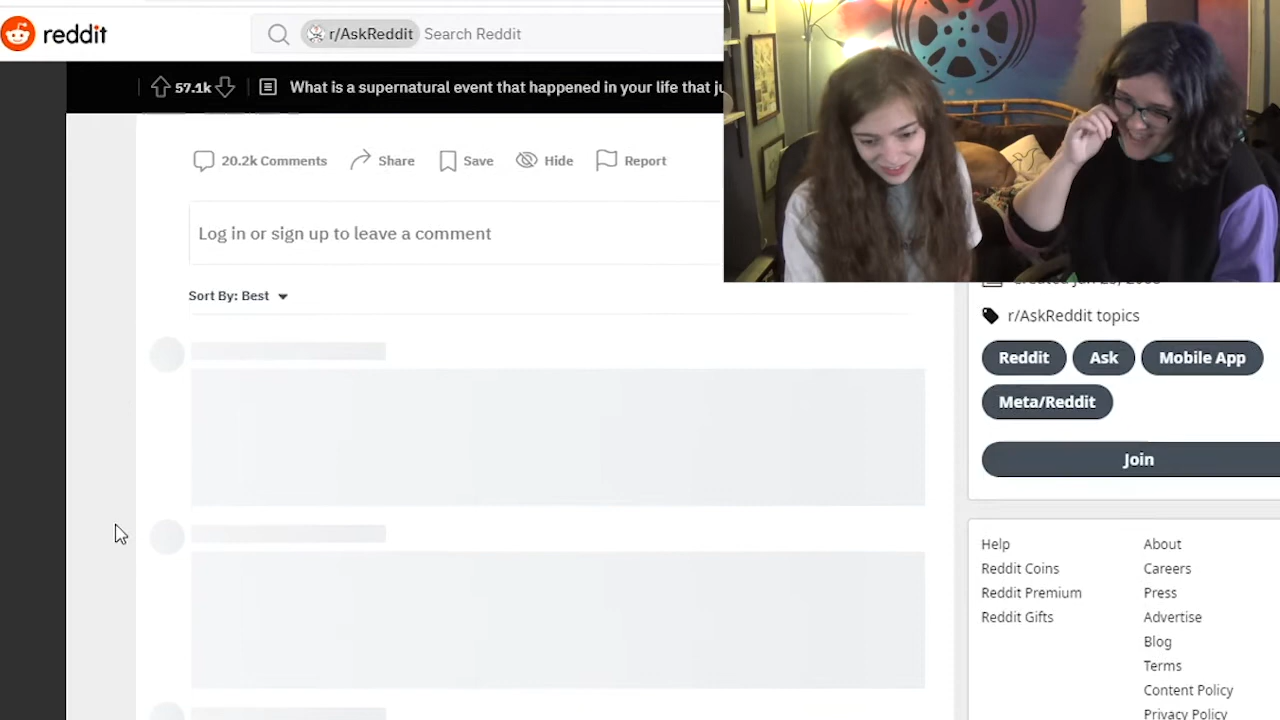 reddit
r/AskReddit Search Reddit
57.1k What is a supernatural event that happened in your life that ju
20.2k Comments Share Save Hide Report
Log in or sign up to leave a comment
Sort By: Best
r/AskReddit topics
Reddit Ask Mobile App
Meta/Reddit
Join
Help About
Reddit Coins Careers
Reddit Premium Press
Reddit Gifts Advertise
Blog
Terms
Content Policy
Privacy Policy